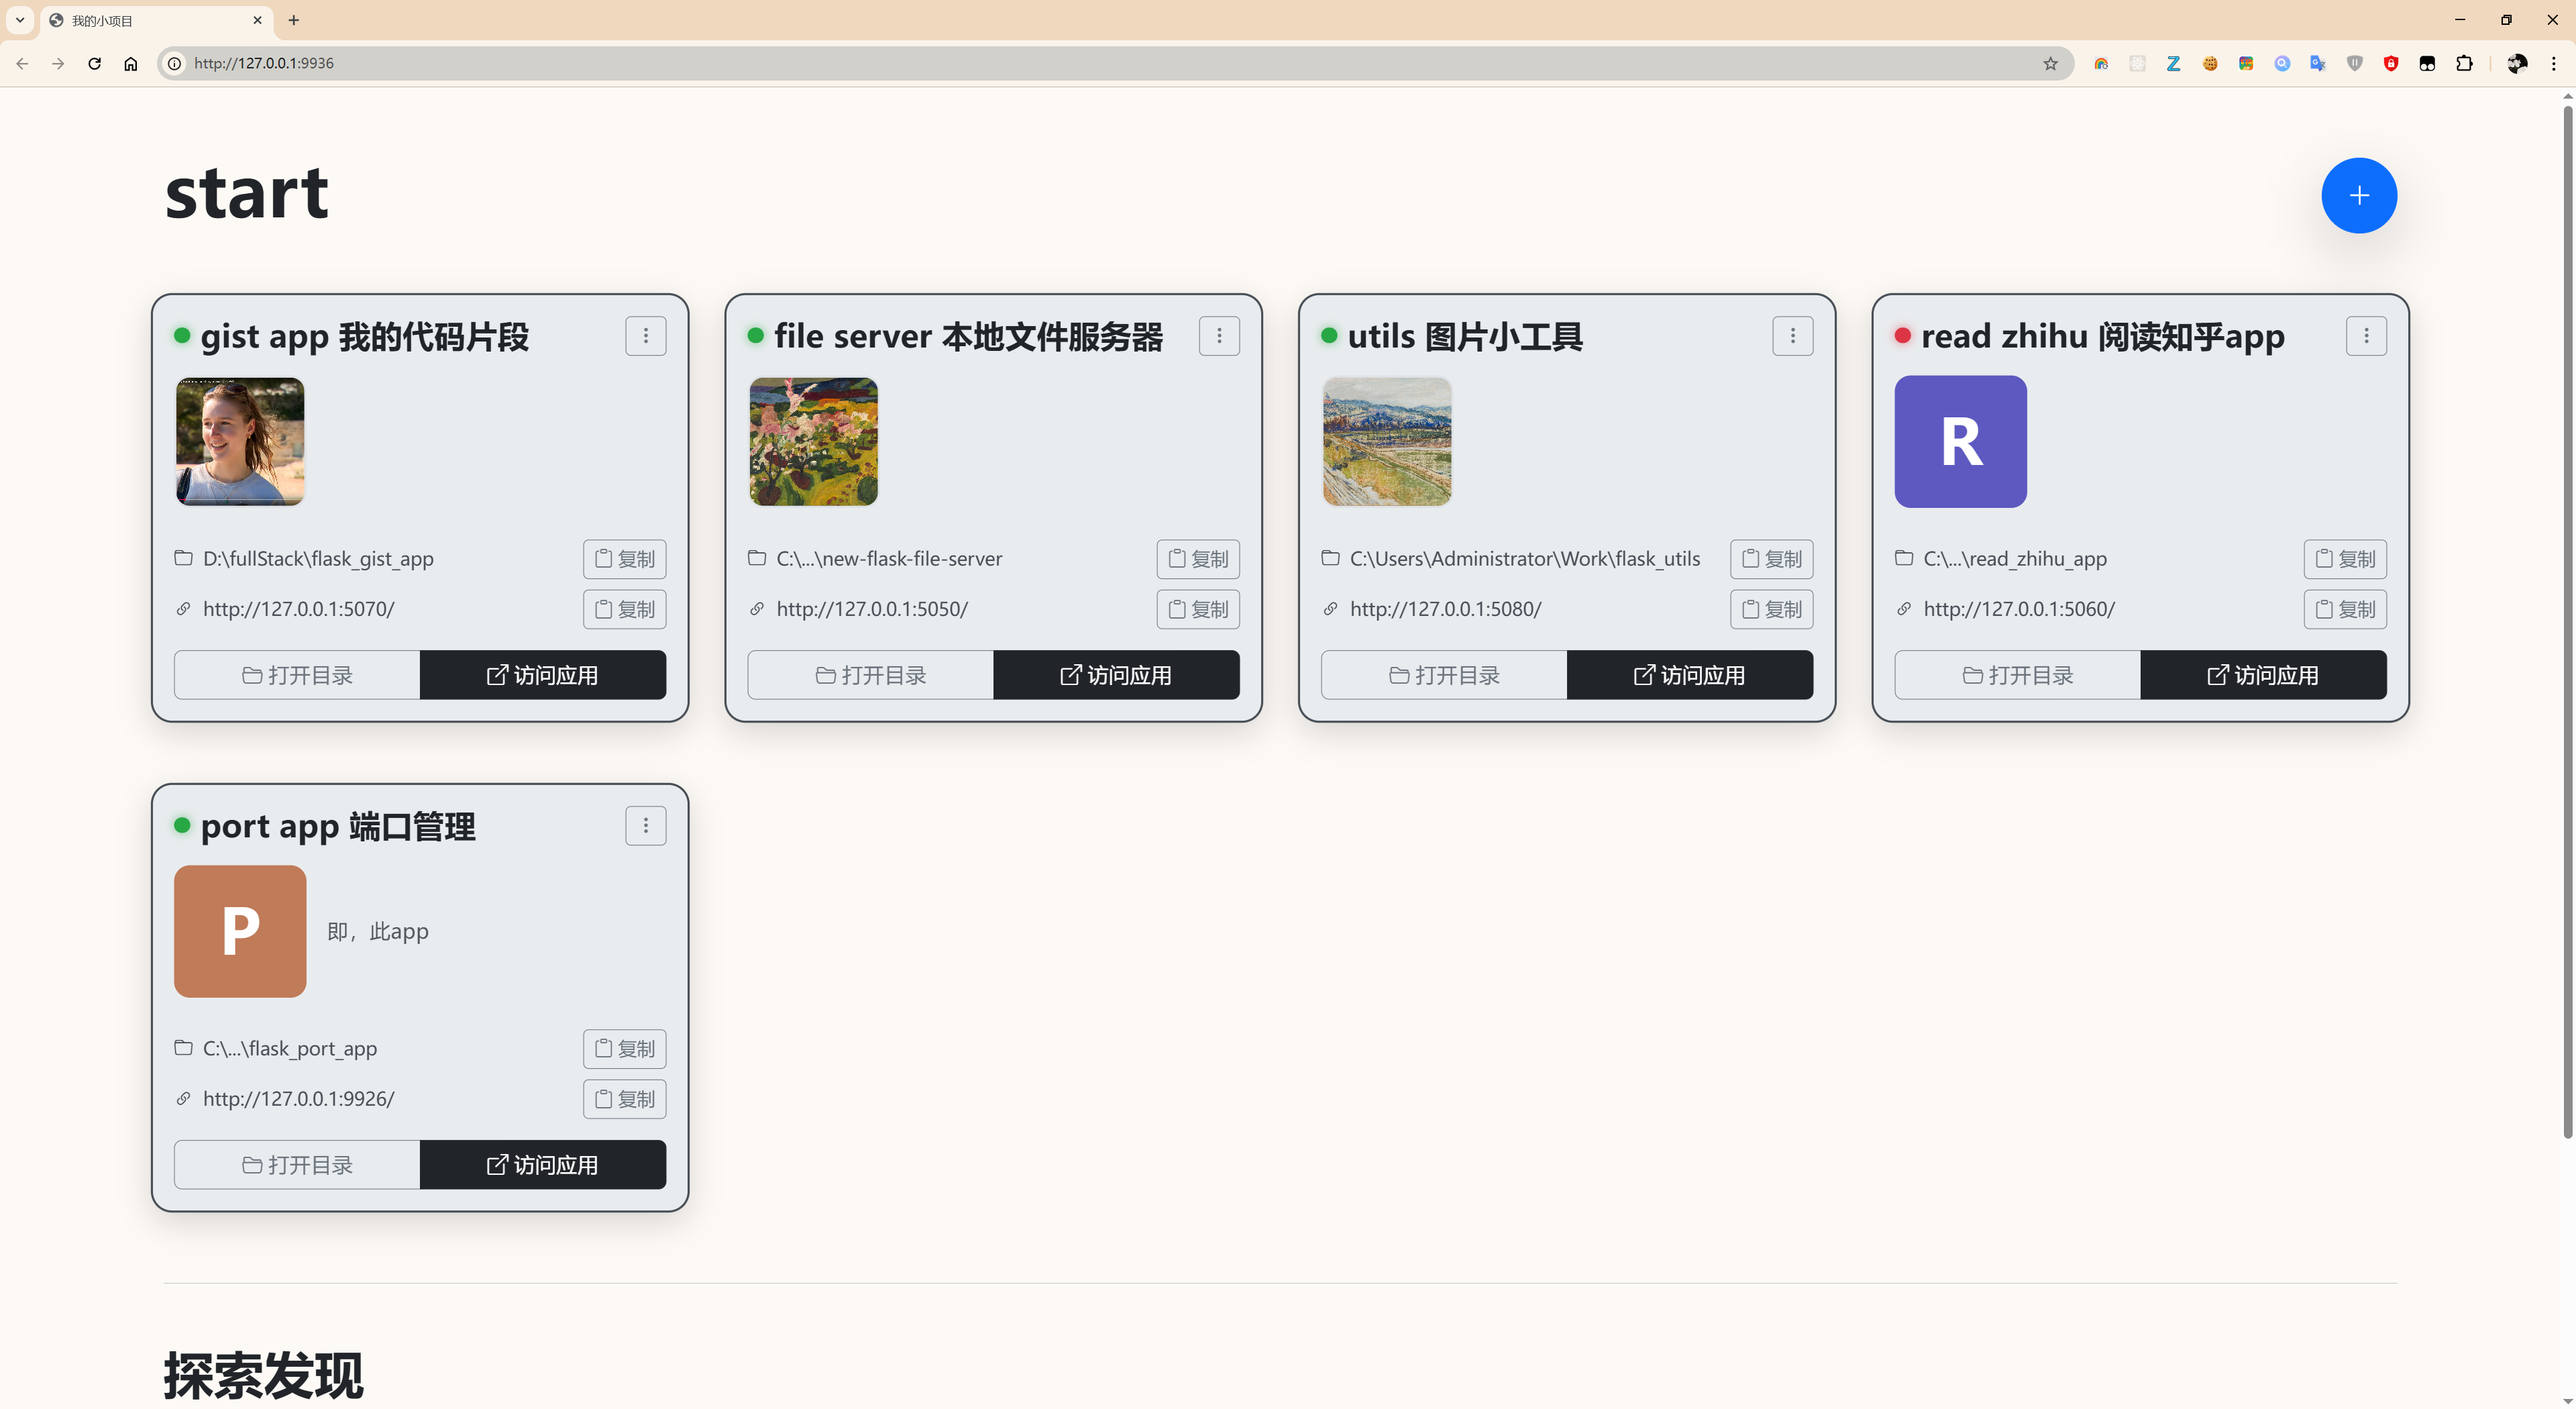 我的小项目
http://127.0.0.1:9936
start
gist app 我的代码片段
D:\fullStack\flask_gist_app
复制
http://127.0.0.1:5070/
复制
打开目录
访问应用
file server 本地文件服务器
C:\...\new-flask-file-server
复制
http://127.0.0.1:5050/
复制
打开目录
访问应用
utils 图片小工具
C:\Users\Administrator\Work\flask_utils
复制
http://127.0.0.1:5080/
复制
打开目录
访问应用
read zhihu 阅读知乎app
R
C:\...\read_zhihu_app
复制
http://127.0.0.1:5060/
复制
打开目录
访问应用
port app 端口管理
P
即，此app
C:\...\flask_port_app
复制
http://127.0.0.1:9926/
复制
打开目录
访问应用
探索发现